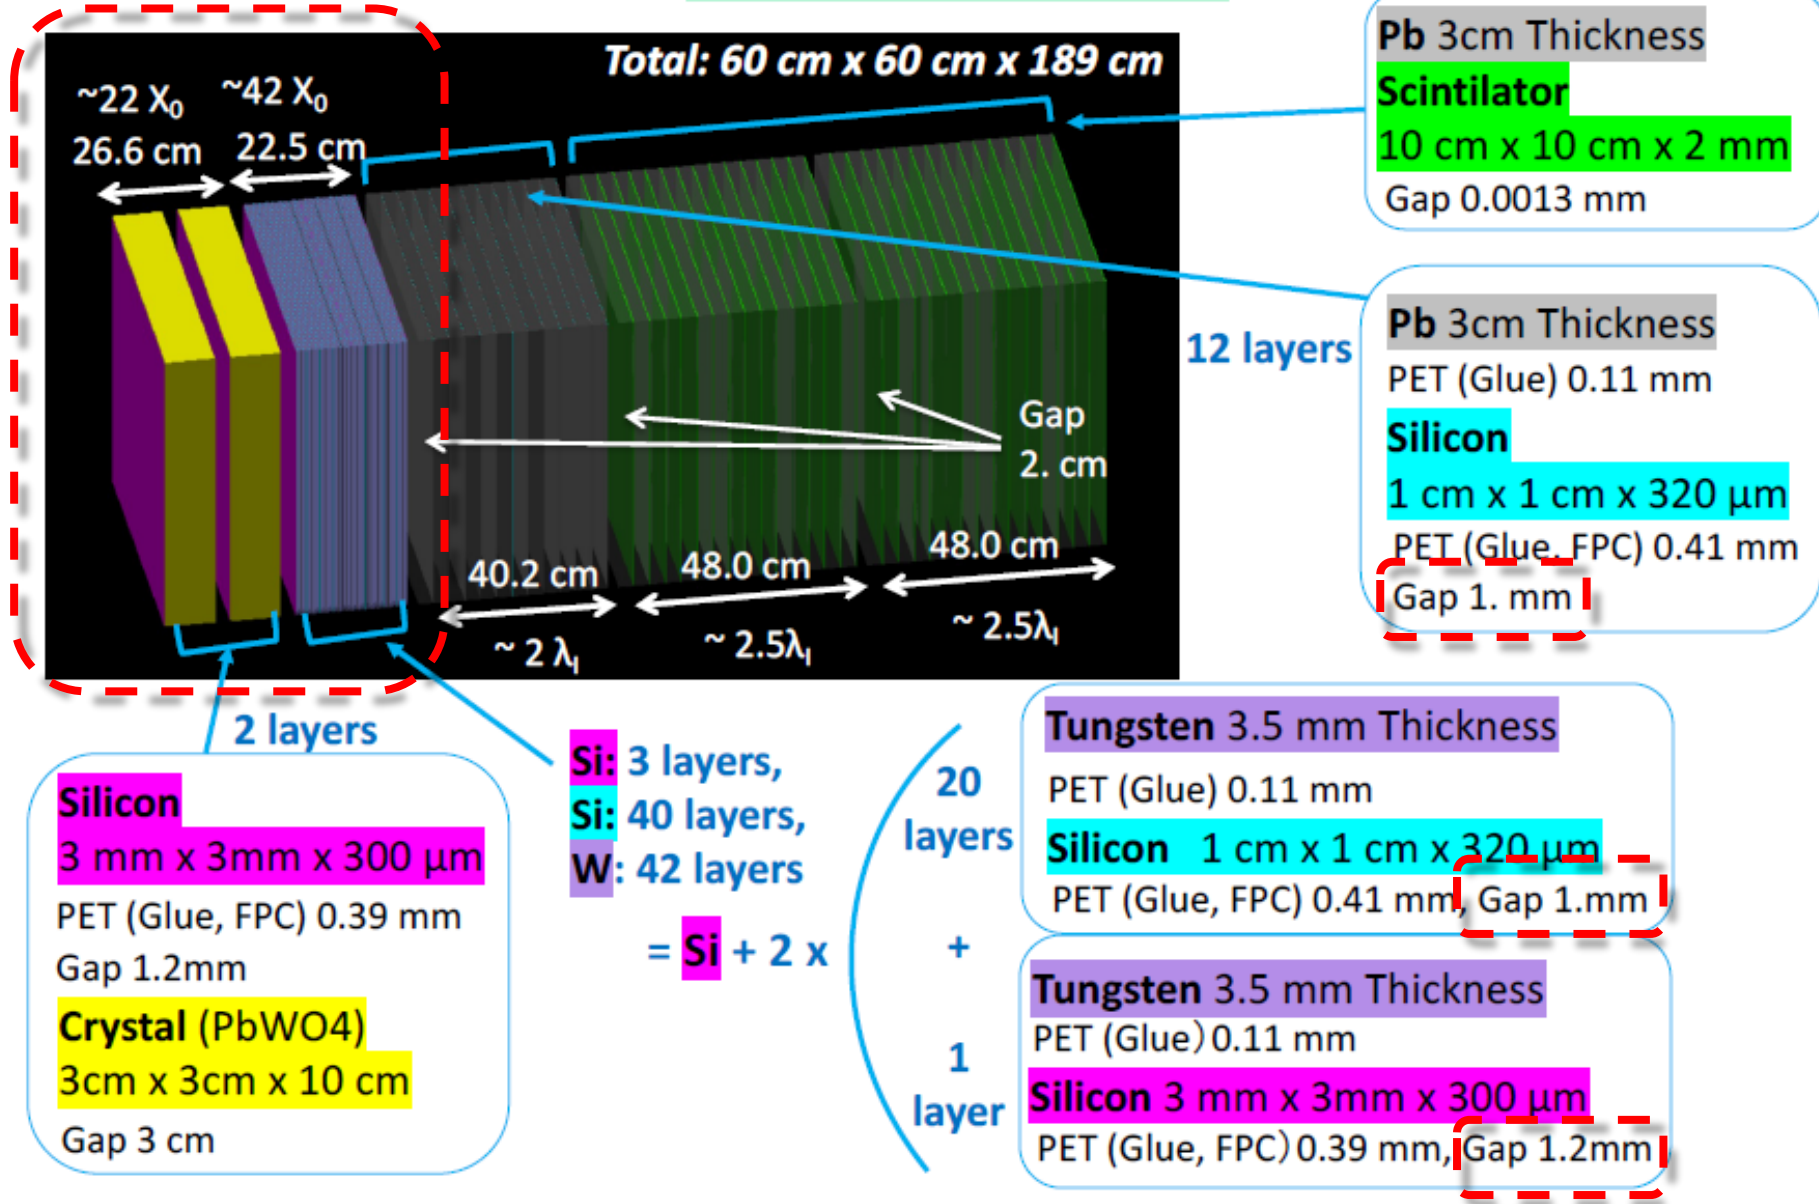 Total: 60 cm x 60 cm x 189 cm
~22 X₀
26.6 cm
~42 X₀
22.5 cm
Gap
2. cm
40.2 cm
48.0 cm
48.0 cm
~ 2 λI
~ 2.5λI
~ 2.5λI
Pb 3cm Thickness
Scintilator
10 cm x 10 cm x 2 mm
Gap 0.0013 mm
12 layers
Pb 3cm Thickness
PET (Glue) 0.11 mm
Silicon
1 cm x 1 cm x 320 μm
PET (Glue, FPC) 0.41 mm
Gap 1. mm
2 layers
Silicon
3 mm x 3mm x 300 μm
PET (Glue, FPC) 0.39 mm
Gap 1.2mm
Crystal (PbWO4)
3cm x 3cm x 10 cm
Gap 3 cm
Si: 3 layers,
Si: 40 layers,
W: 42 layers
= Si + 2 x
20
layers
+
1
layer
Tungsten 3.5 mm Thickness
PET (Glue) 0.11 mm
Silicon 1 cm x 1 cm x 320 μm
PET (Glue, FPC) 0.41 mm, Gap 1.mm
Tungsten 3.5 mm Thickness
PET (Glue）0.11 mm
Silicon 3 mm x 3mm x 300 μm
PET (Glue, FPC）0.39 mm, Gap 1.2mm